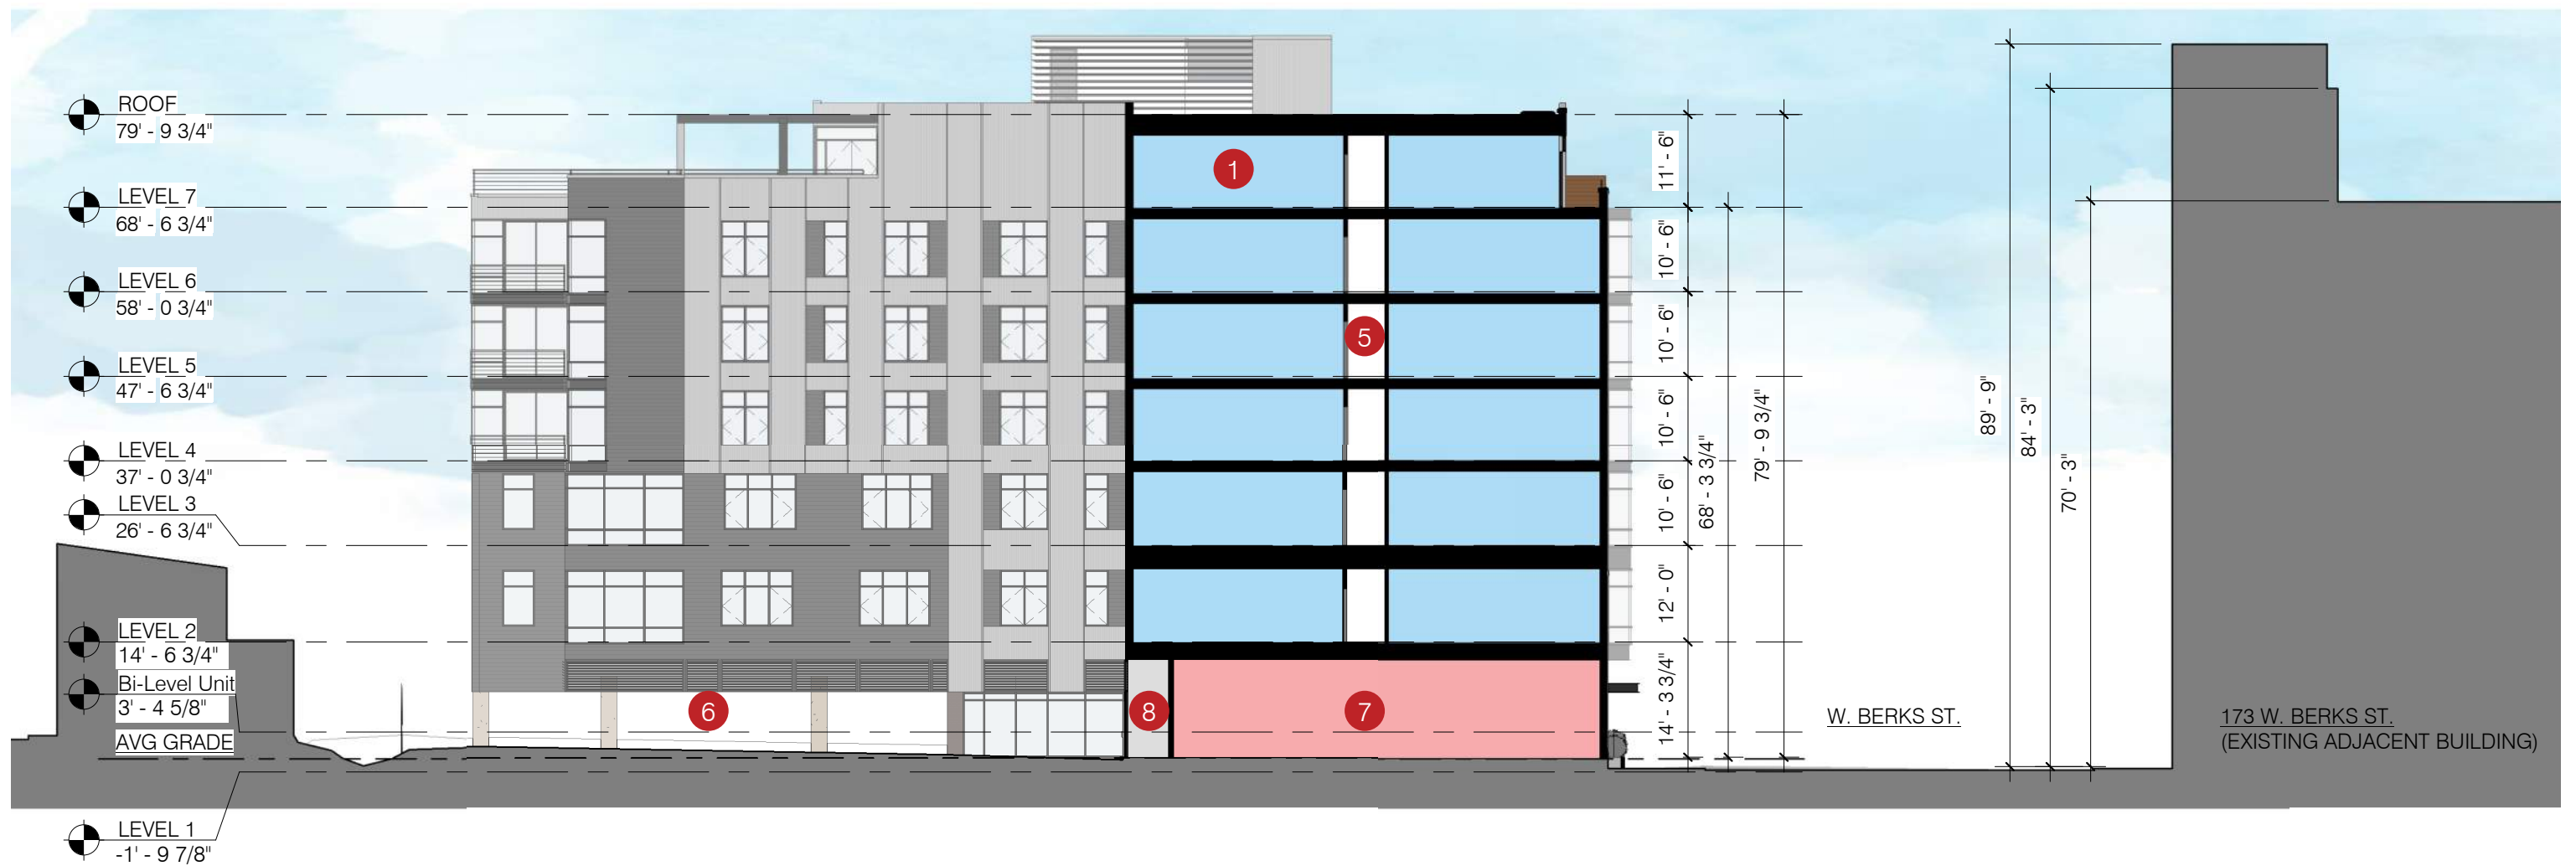 ROOF
79' - 9 3/4"
LEVEL 7
68' - 6 3/4"
LEVEL 6
58' - 0 3/4"
LEVEL 5
47' - 6 3/4"
LEVEL 4
37' - 0 3/4"
LEVEL 3
26' - 6 3/4"
LEVEL 2
14' - 6 3/4"
Bi-Level Unit
3' - 4 5/8"
AVG GRADE
LEVEL 1
-1' - 9 7/8"
1
5
6
8
7
11' - 6"
10' - 6"
10' - 6"
10' - 6"
10' - 6"
12' - 0"
14' - 3 3/4"
68' - 3 3/4"
79' - 9 3/4"
89' - 9"
84' - 3"
70' - 3"
W. BERKS ST.
173 W. BERKS ST.
(EXISTING ADJACENT BUILDING)